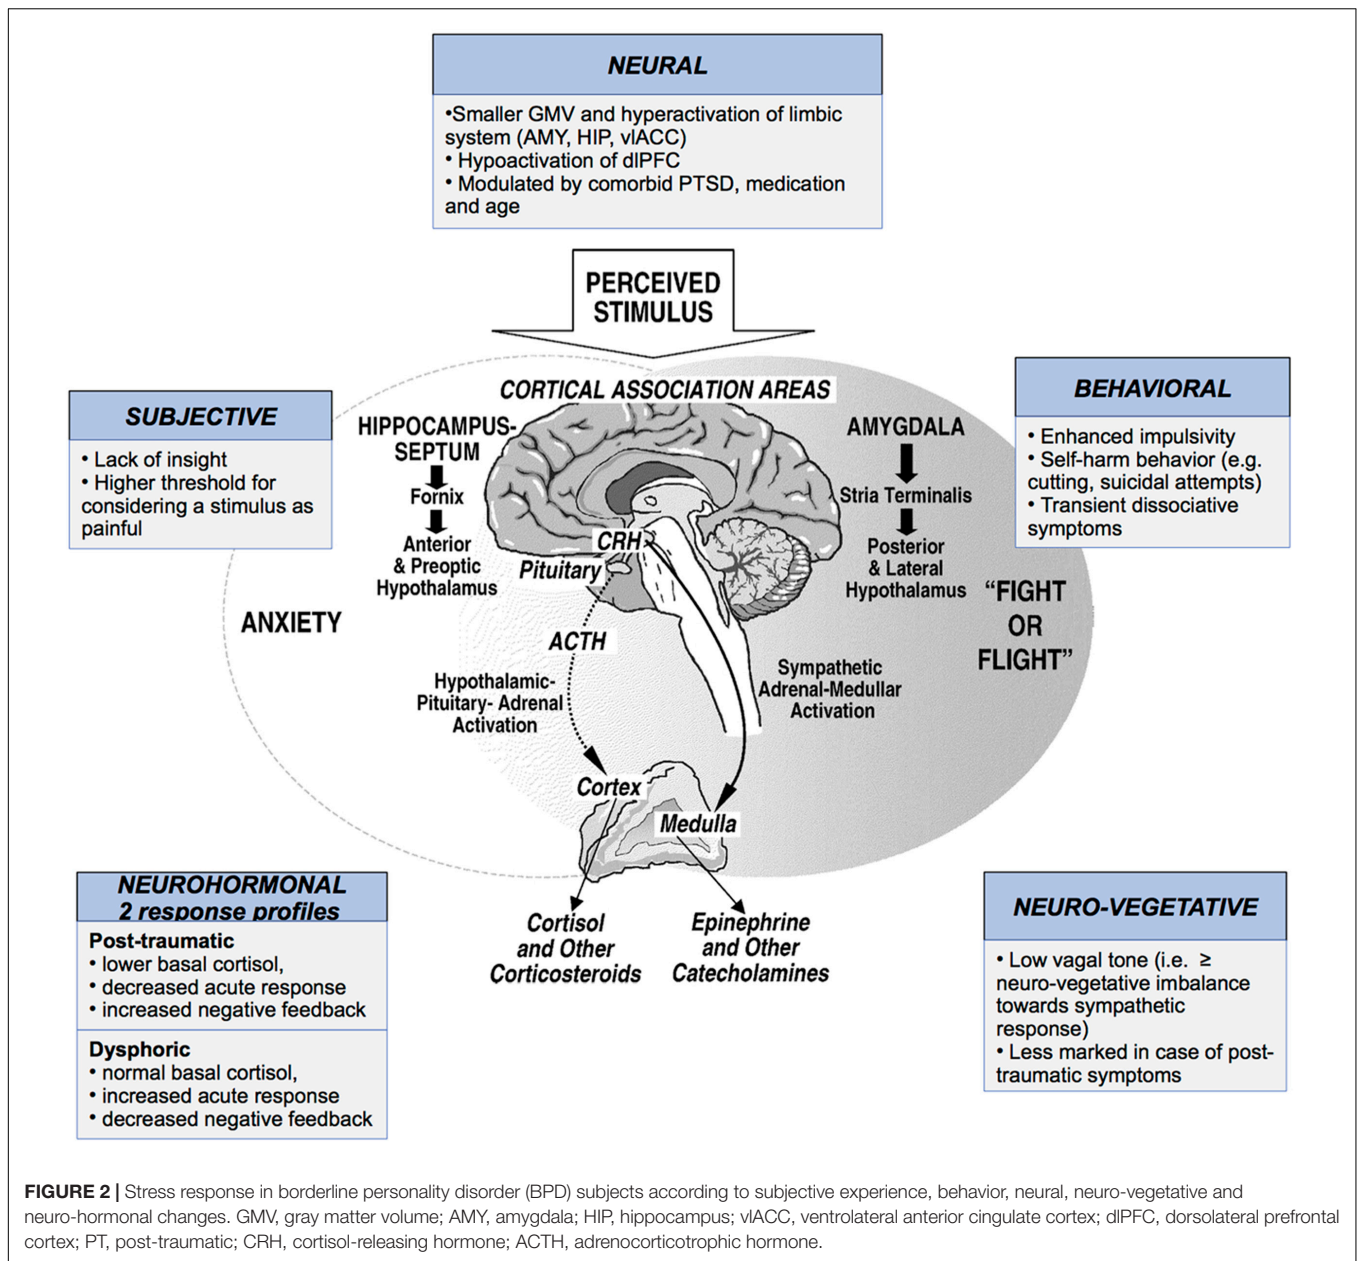 NEURAL
•Smaller GMV and hyperactivation of limbic
system (AMY, HIP, vlACC)
• Hypoactivation of dlPFC
• Modulated by comorbid PTSD, medication
and age
PERCEIVED
STIMULUS
SUBJECTIVE
• Lack of insight
• Higher threshold for
considering a stimulus as
painful
CORTICAL ASSOCIATION AREAS
HIPPOCAMPUS-
SEPTUM
Fornix
Anterior
& Preoptic
Hypothalamus
AMYGDALA
Stria Terminalis
Posterior
& Lateral
Hypothalamus
BEHAVIORAL
• Enhanced impulsivity
• Self-harm behavior (e.g.
cutting, suicidal attempts)
• Transient dissociative
symptoms
CRH
Pituitary
ANXIETY
"FIGHT
OR
FLIGHT"
ACTH
Hypothalamic-
Pituitary- Adrenal
Activation
Sympathetic
Adrenal-Medullar
Activation
Cortex
Medulla
Cortisol
and Other
Corticosteroids
Epinephrine
and Other
Catecholamines
NEUROHORMONAL
2 response profiles
Post-traumatic
• lower basal cortisol,
• decreased acute response
• increased negative feedback
Dysphoric
• normal basal cortisol,
• increased acute response
• decreased negative feedback
NEURO-VEGETATIVE
• Low vagal tone (i.e. ≥
neuro-vegetative imbalance
towards sympathetic
response)
• Less marked in case of post-
traumatic symptoms
FIGURE 2 | Stress response in borderline personality disorder (BPD) subjects according to subjective experience, behavior, neural, neuro-vegetative and
neuro-hormonal changes. GMV, gray matter volume; AMY, amygdala; HIP, hippocampus; vlACC, ventrolateral anterior cingulate cortex; dlPFC, dorsolateral prefrontal
cortex; PT, post-traumatic; CRH, cortisol-releasing hormone; ACTH, adrenocorticotrophic hormone.